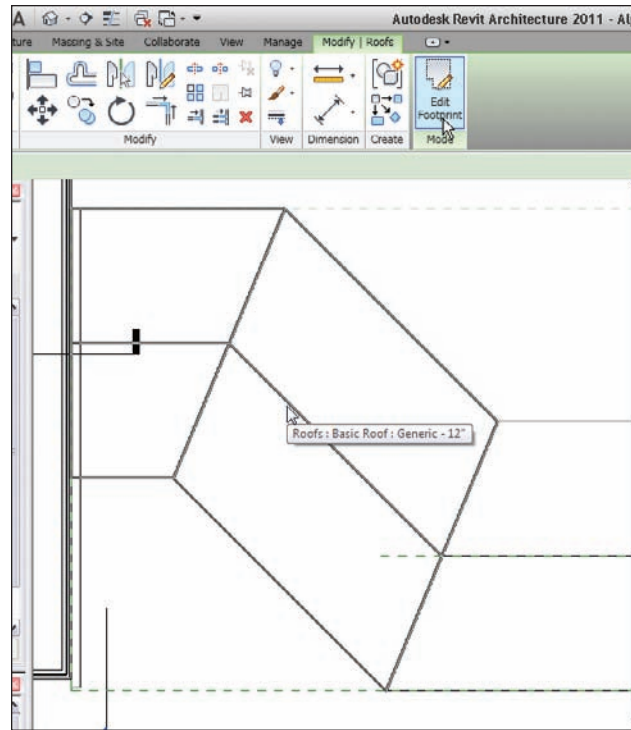 Autodesk Revit Architecture 2011 - AU
ture Massing & Site Collaborate View Manage Modify | Roofs
Edit
Footprint
Modify View Dimension Create Mode
Roofs : Basic Roof : Generic - 12"